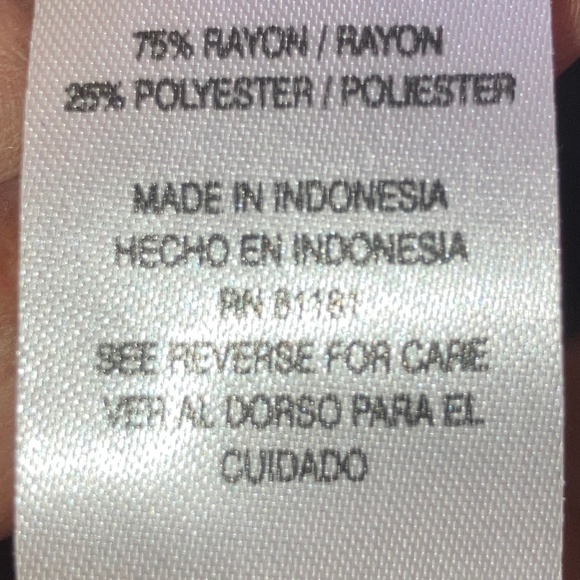 75% RAYON / RAYON
25% POLYESTER / POLIESTER
MADE IN INDONESIA
HECHO EN INDONESIA
RN 81181
SEE REVERSE FOR CARE
VER AL DORSO PARA EL
CUIDADO